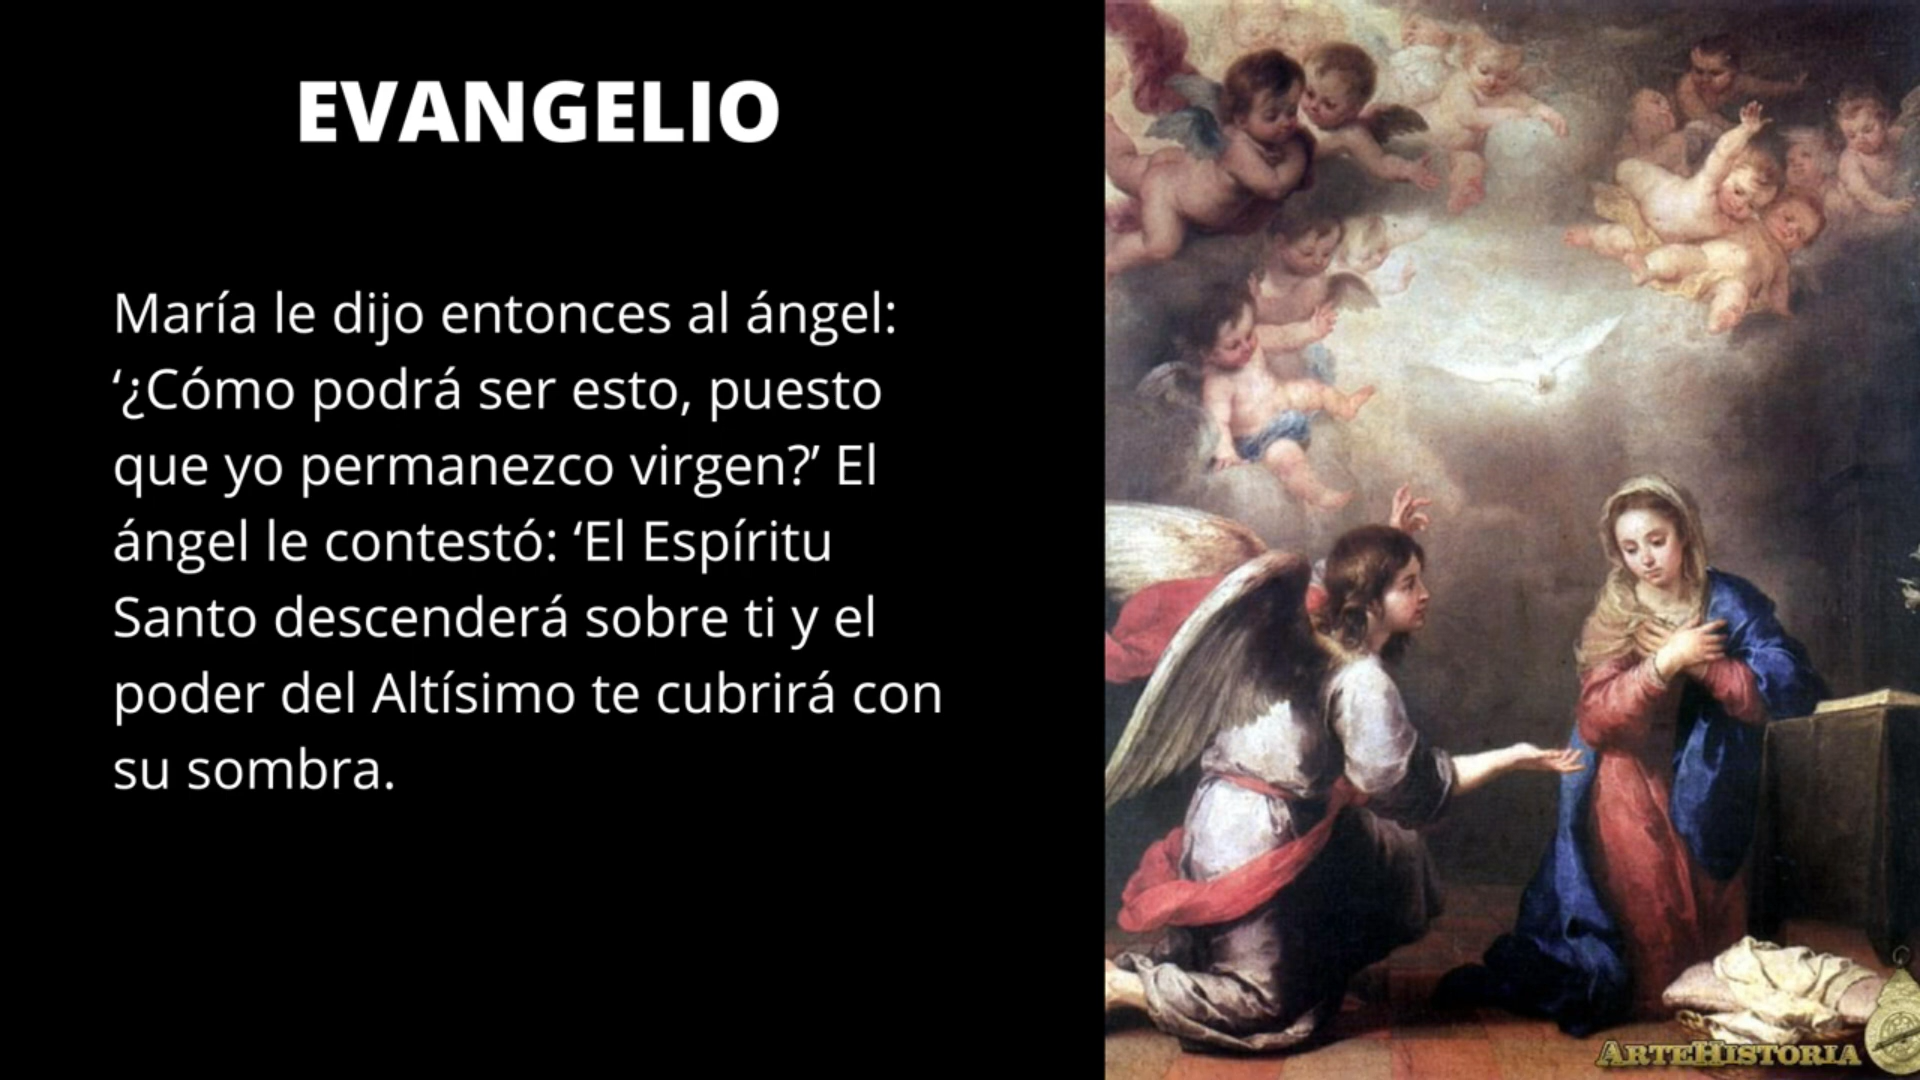 EVANGELIO
María le dijo entonces al ángel:
‘¿Cómo podrá ser esto, puesto
que yo permanezco virgen?’ El
ángel le contestó: ‘El Espíritu
Santo descenderá sobre ti y el
poder del Altísimo te cubrirá con
su sombra.
ARTEHISTORIA